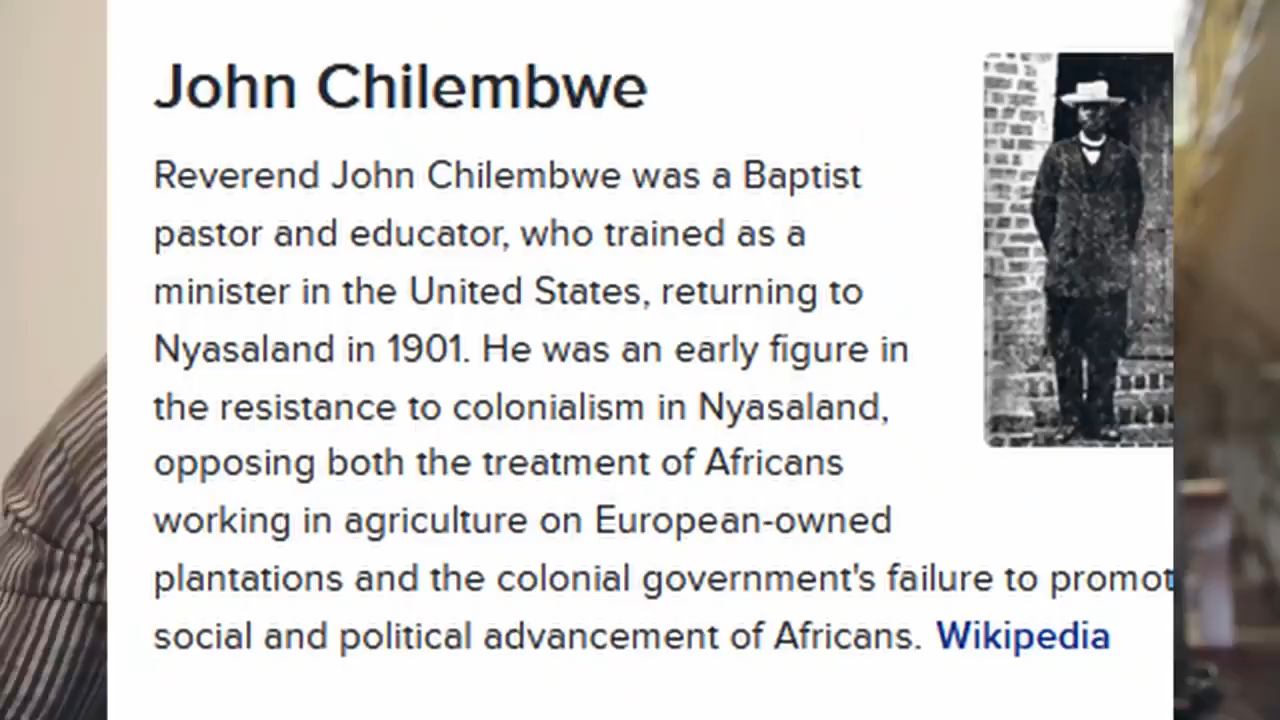 John Chilembwe
Reverend John Chilembwe was a Baptist
pastor and educator, who trained as a
minister in the United States, returning to
Nyasaland in 1901. He was an early figure in
the resistance to colonialism in Nyasaland,
opposing both the treatment of Africans
working in agriculture on European-owned
plantations and the colonial government's failure to promot
social and political advancement of Africans. Wikipedia